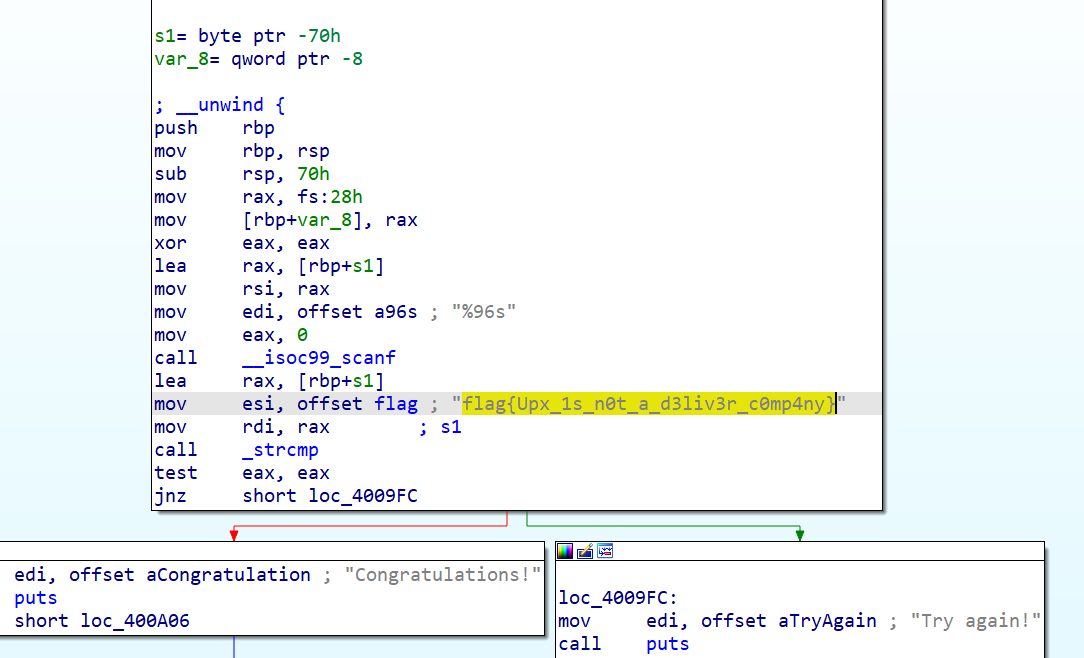 s1= byte ptr -70h
var_8= qword ptr -8
; __unwind {
push rbp
mov rbp, rsp
sub rsp, 70h
mov rax, fs:28h
mov [rbp+var_8], rax
xor eax, eax
lea rax, [rbp+s1]
mov rsi, rax
mov edi, offset a96s ; "%96s"
mov eax, 0
call __isoc99_scanf
lea rax, [rbp+s1]
mov esi, offset flag ; "flag{Upx_1s_n0t_a_d3liv3r_c0mp4ny}"
mov rdi, rax ; s1
call _strcmp
test eax, eax
jnz short loc_4009FC
edi, offset aCongratulation ; "Congratulations!"
puts
short loc_400A06
loc_4009FC:
mov edi, offset aTryAgain ; "Try again!"
call puts